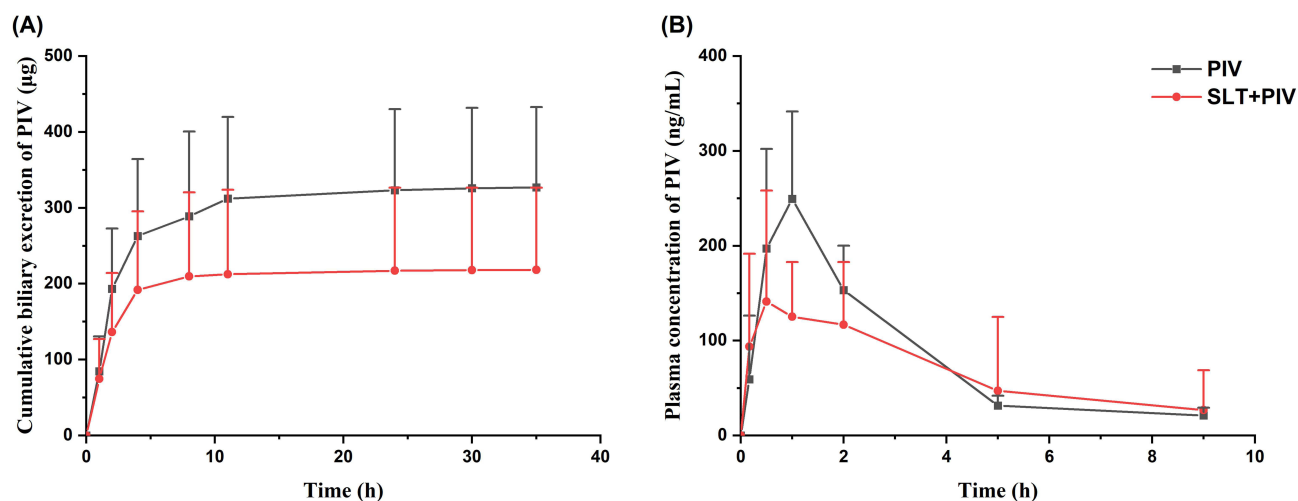 (A)
Cumulative biliary excretion of PIV (μg)
500
400
300
200
100
0
0 10 20 30 40
Time (h)
(B)
Plasma concentration of PIV (ng/mL)
400
300
200
100
0
0 2 4 6 8 10
Time (h)
PIV
SLT+PIV